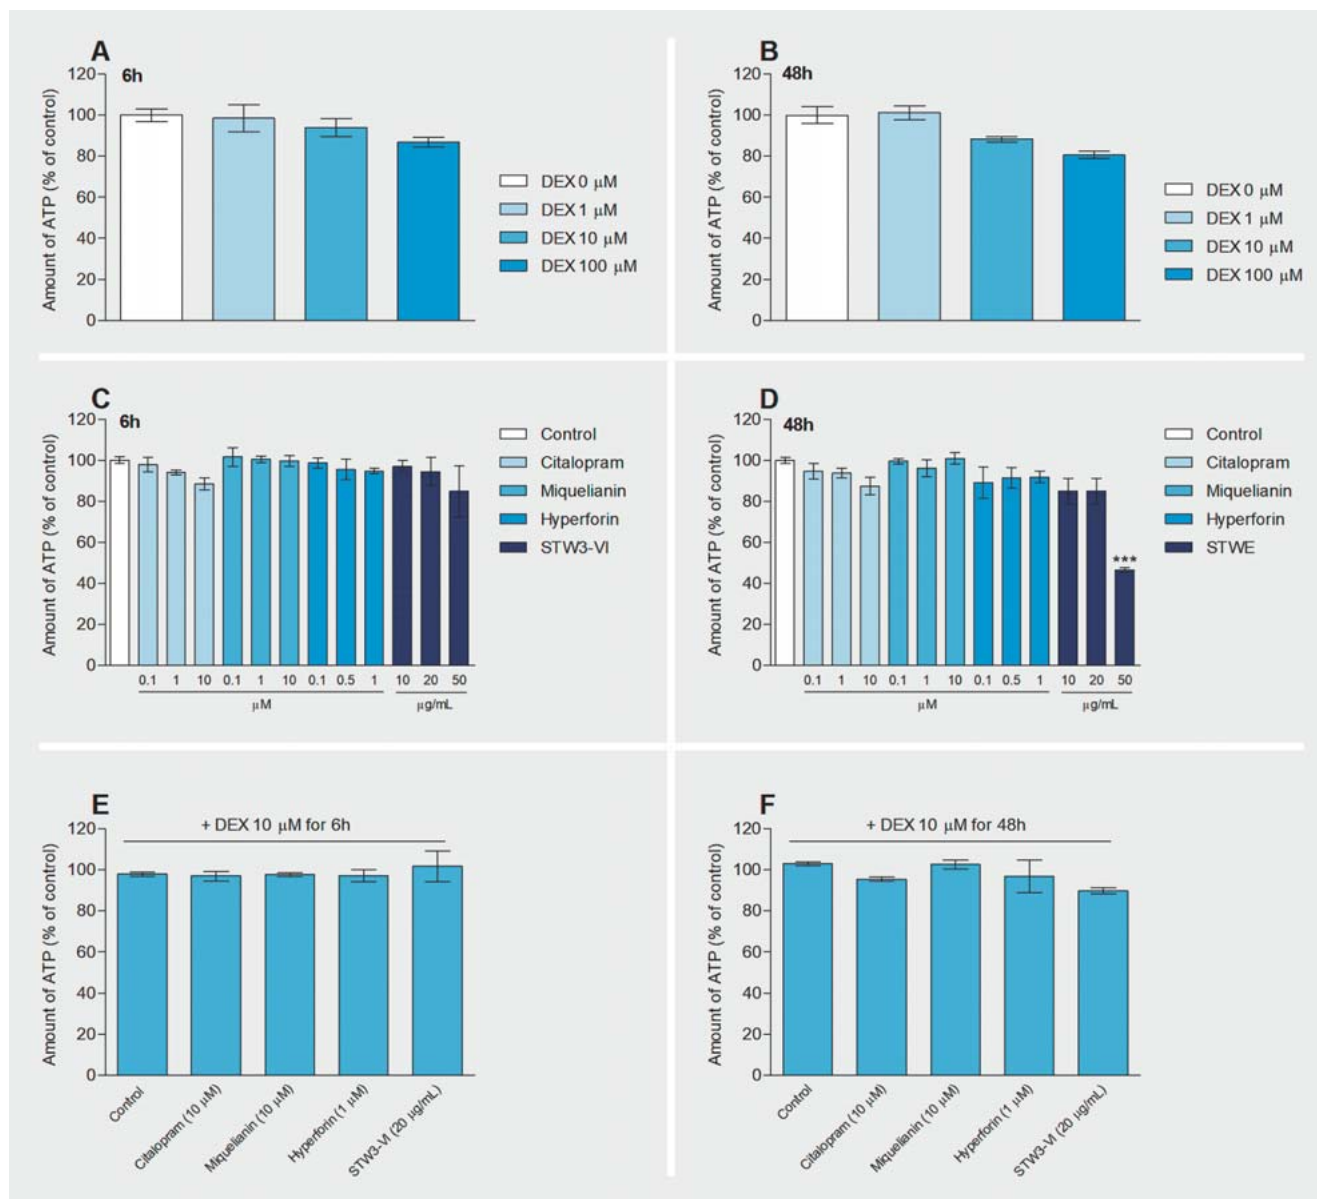 A
6h
Amount of ATP (% of control)
120
100
80
60
40
20
0
DEX 0 μM
DEX 1 μM
DEX 10 μM
DEX 100 μM
B
48h
Amount of ATP (% of control)
120
100
80
60
40
20
0
DEX 0 μM
DEX 1 μM
DEX 10 μM
DEX 100 μM
C
6h
Amount of ATP (% of control)
120
100
80
60
40
20
0
Control
Citalopram
Miquelianin
Hyperforin
STW3-VI
0.1 1 10 0.1 1 10 0.1 0.5 1 10 20 50
μM μg/mL
D
48h
Amount of ATP (% of control)
120
100
80
60
40
20
0
***
Control
Citalopram
Miquelianin
Hyperforin
STWE
0.1 1 10 0.1 1 10 0.1 0.5 1 10 20 50
μM μg/mL
E
+ DEX 10 μM for 6h
Amount of ATP (% of control)
120
100
80
60
40
20
0
Control
Citalopram (10 μM)
Miquelianin (10 μM)
Hyperforin (1 μM)
STW3-VI (20 μg/mL)
F
+ DEX 10 μM for 48h
Amount of ATP (% of control)
120
100
80
60
40
20
0
Control
Citalopram (10 μM)
Miquelianin (10 μM)
Hyperforin (1 μM)
STW3-VI (20 μg/mL)